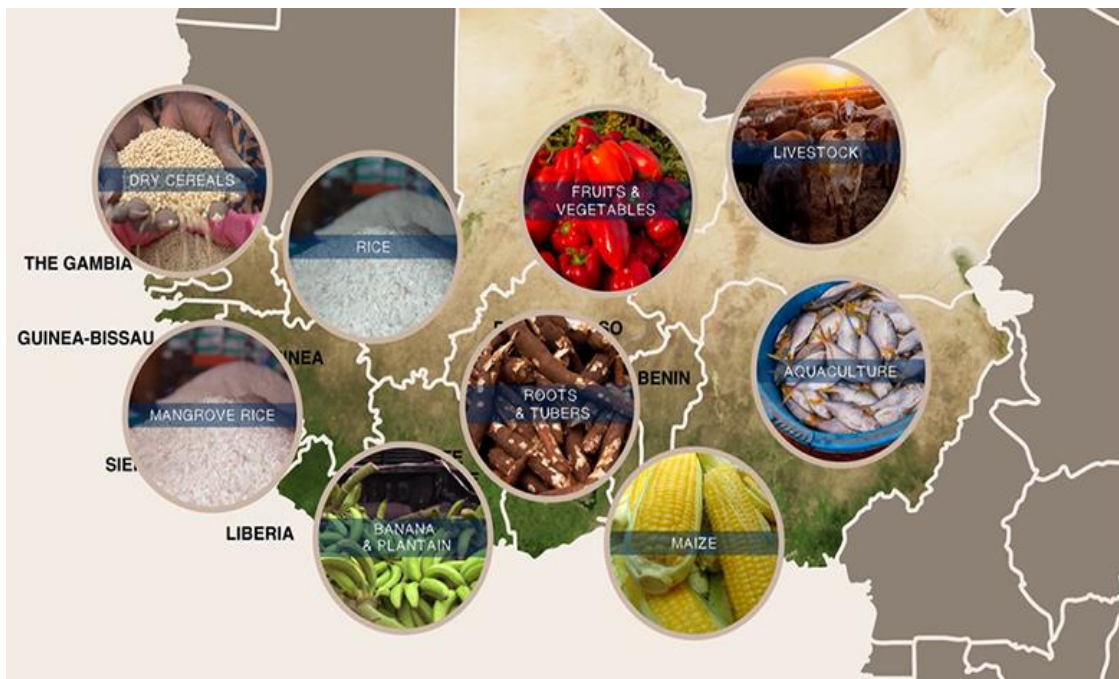 DRY CEREALS
LIVESTOCK
FRUITS &
VEGETABLES
RICE
THE GAMBIA
GUINEA-BISSAU
AQUACULTURE
BENIN
ROOTS
& TUBERS
MANGROVE RICE
LIBERIA
BANANA
& PLANTAIN
MAIZE